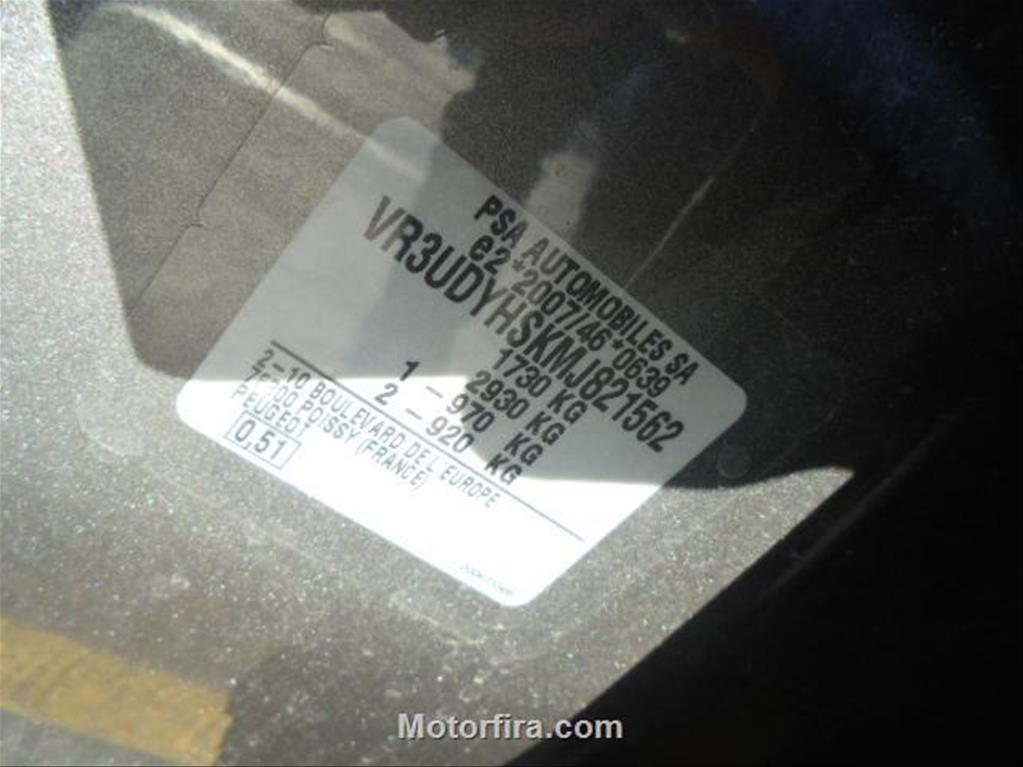 PSA AUTOMOBILES SA
e2*2007/46*0639
VR3UDYHSKMJ821562
1730 KG
2930 KG
1 - 970 KG
2 - 920 KG
2-10 BOULEVARD DE L EUROPE
POISSY (FRANCE)
PEUGEOT
0,51
Motorfira.com